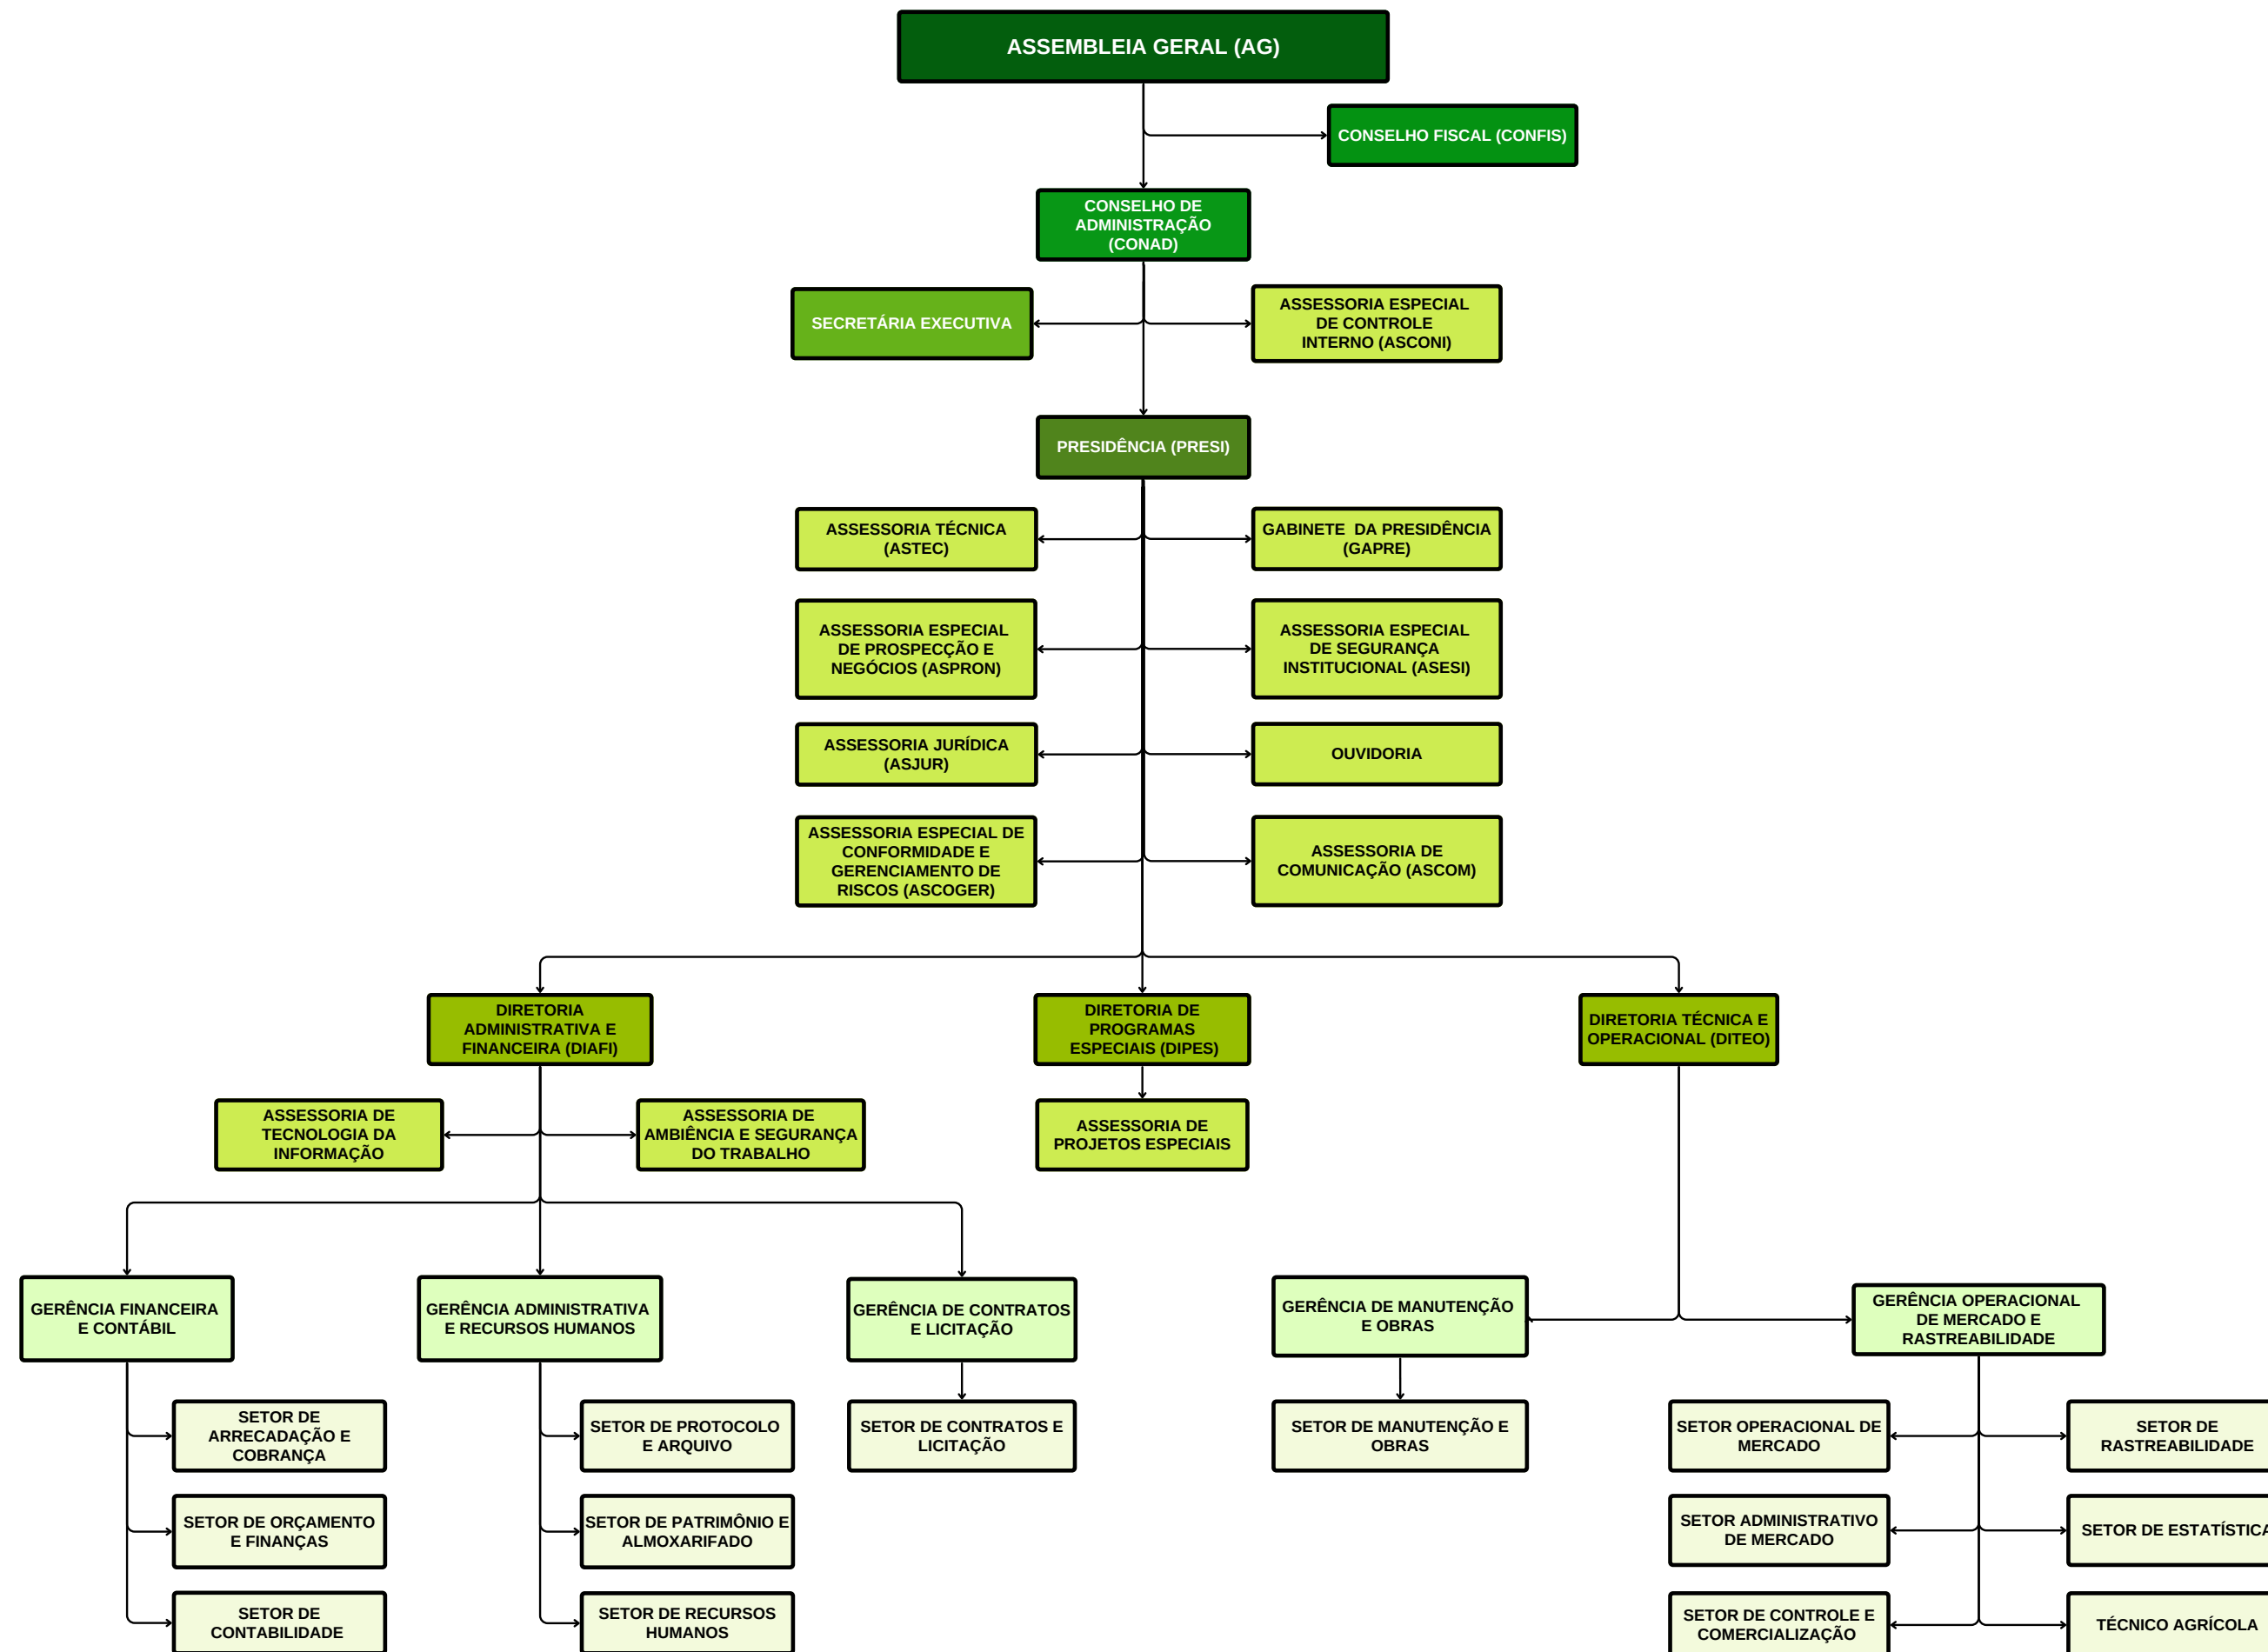 ASSEMBLEIA GERAL (AG)
CONSELHO FISCAL (CONFIS)
CONSELHO DE
ADMINISTRAÇÃO
(CONAD)
SECRETÁRIA EXECUTIVA
ASSESSORIA ESPECIAL
DE CONTROLE
INTERNO (ASCONI)
PRESIDÊNCIA (PRESI)
ASSESSORIA TÉCNICA
(ASTEC)
GABINETE DA PRESIDÊNCIA
(GAPRE)
ASSESSORIA ESPECIAL
DE PROSPECÇÃO E
NEGÓCIOS (ASPRON)
ASSESSORIA ESPECIAL
DE SEGURANÇA
INSTITUCIONAL (ASESI)
ASSESSORIA JURÍDICA
(ASJUR)
OUVIDORIA
ASSESSORIA ESPECIAL DE
CONFORMIDADE E
GERENCIAMENTO DE
RISCOS (ASCOGER)
ASSESSORIA DE
COMUNICAÇÃO (ASCOM)
DIRETORIA
ADMINISTRATIVA E
FINANCEIRA (DIAFI)
DIRETORIA DE
PROGRAMAS
ESPECIAIS (DIPES)
DIRETORIA TÉCNICA E
OPERACIONAL (DITEO)
ASSESSORIA DE
TECNOLOGIA DA
INFORMAÇÃO
ASSESSORIA DE
AMBIÊNCIA E SEGURANÇA
DO TRABALHO
ASSESSORIA DE
PROJETOS ESPECIAIS
GERÊNCIA FINANCEIRA
E CONTÁBIL
GERÊNCIA ADMINISTRATIVA
E RECURSOS HUMANOS
GERÊNCIA DE CONTRATOS
E LICITAÇÃO
GERÊNCIA DE MANUTENÇÃO
E OBRAS
GERÊNCIA OPERACIONAL
DE MERCADO E
RASTREABILIDADE
SETOR DE
ARRECADAÇÃO E
COBRANÇA
SETOR DE PROTOCOLO
E ARQUIVO
SETOR DE CONTRATOS E
LICITAÇÃO
SETOR DE MANUTENÇÃO E
OBRAS
SETOR OPERACIONAL DE
MERCADO
SETOR DE
RASTREABILIDADE
SETOR DE ORÇAMENTO
E FINANÇAS
SETOR DE PATRIMÔNIO E
ALMOXARIFADO
SETOR ADMINISTRATIVO
DE MERCADO
SETOR DE ESTATÍSTICA
SETOR DE
CONTABILIDADE
SETOR DE RECURSOS
HUMANOS
SETOR DE CONTROLE E
COMERCIALIZAÇÃO
TÉCNICO AGRÍCOLA